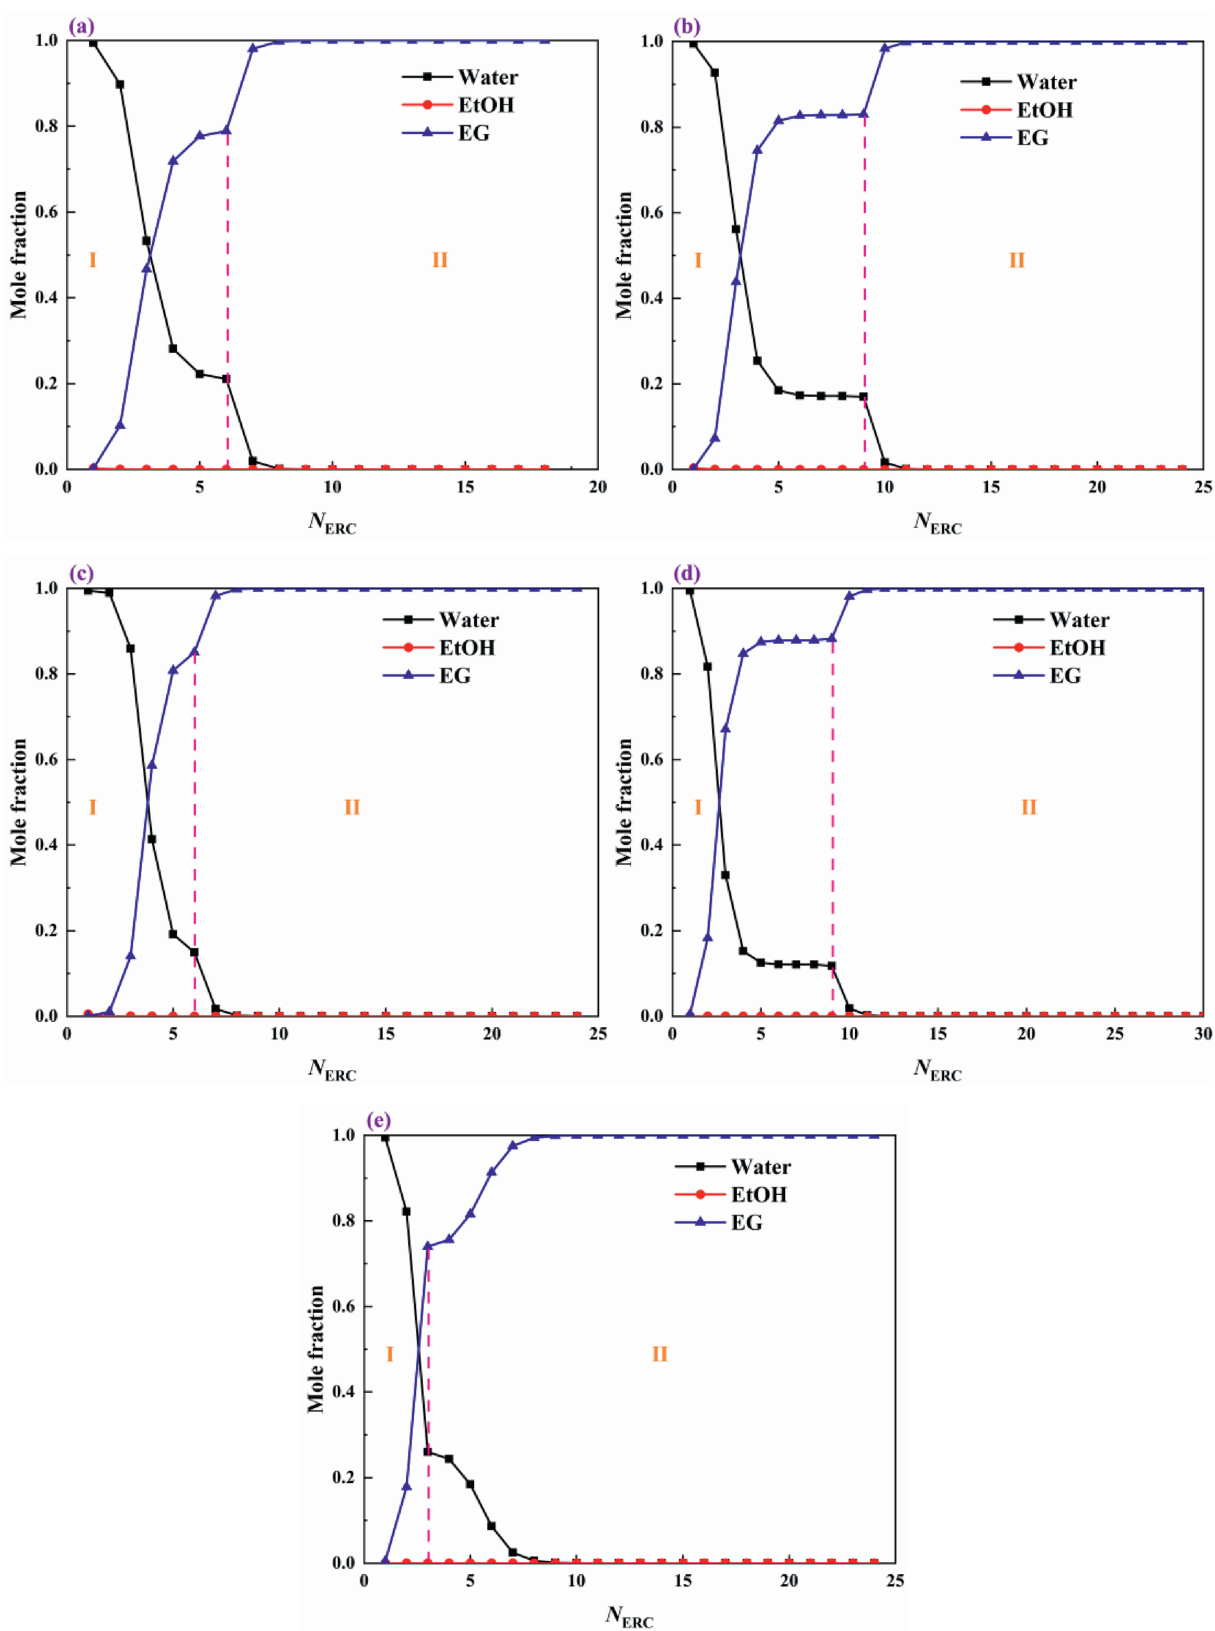 (a)
1.0
0.8
0.6
0.4
0.2
0.0
Mole fraction
Water
EtOH
EG
I
II
0 5 10 15 20
N_ERC
(b)
1.0
0.8
0.6
0.4
0.2
0.0
Mole fraction
Water
EtOH
EG
I
II
0 5 10 15 20 25
N_ERC
(c)
1.0
0.8
0.6
0.4
0.2
0.0
Mole fraction
Water
EtOH
EG
I
II
0 5 10 15 20 25
N_ERC
(d)
1.0
0.8
0.6
0.4
0.2
0.0
Mole fraction
Water
EtOH
EG
I
II
0 5 10 15 20 25 30
N_ERC
(e)
1.0
0.8
0.6
0.4
0.2
0.0
Mole fraction
Water
EtOH
EG
I
II
0 5 10 15 20 25
N_ERC